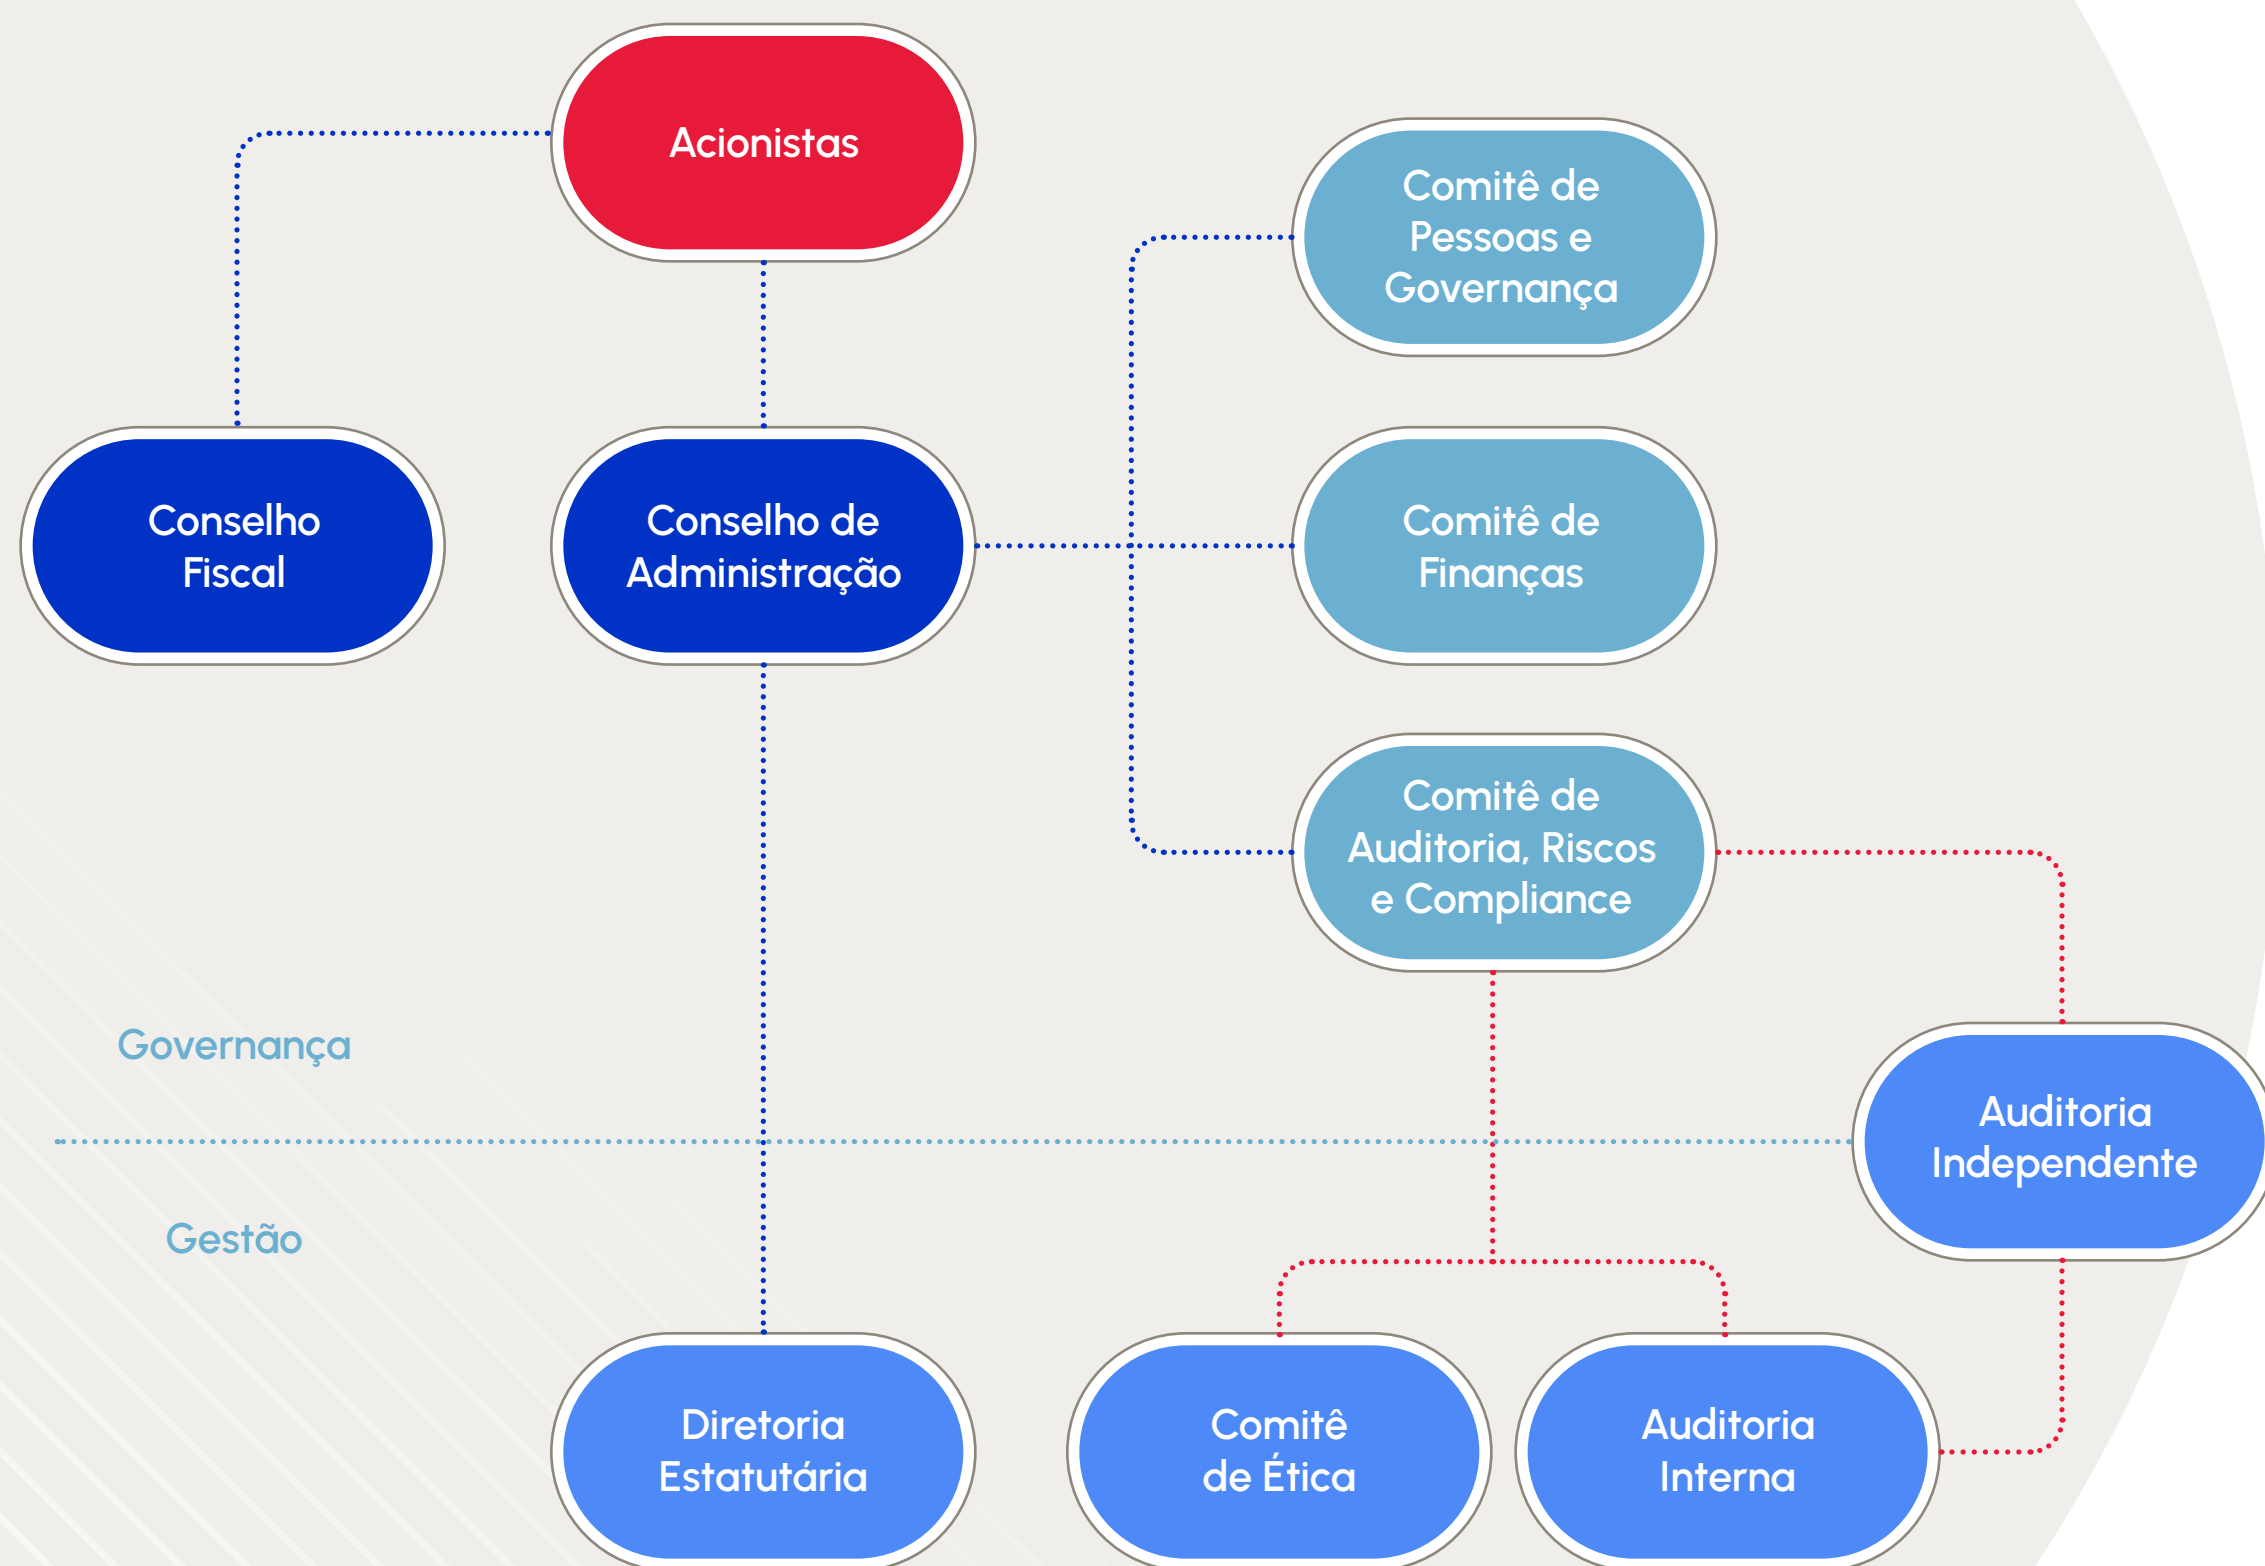 Acionistas
Comitê de
Pessoas e
Governança
Conselho
Fiscal
Conselho de
Administração
Comitê de
Finanças
Comitê de
Auditoria, Riscos
e Compliance
Governança
Auditoria
Independente
Gestão
Diretoria
Estatutária
Comitê
de Ética
Auditoria
Interna